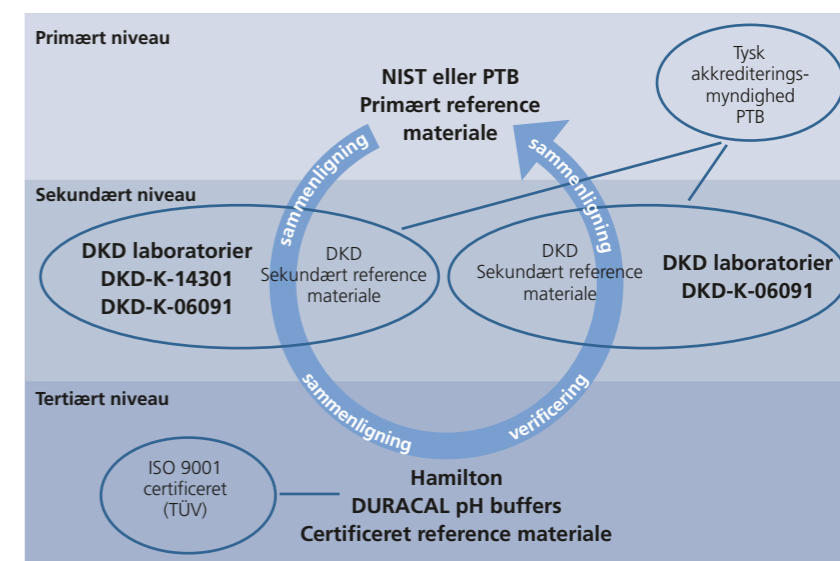 Primært niveau
NIST eller PTB
Primært reference
materiale
Tysk
akkrediterings-
myndighed
PTB
sammenligning
sammenligning
Sekundært niveau
DKD laboratorier
DKD-K-14301
DKD-K-06091
DKD
Sekundært reference
materiale
DKD
Sekundært reference
materiale
DKD laboratorier
DKD-K-06091
sammenligning
verificering
Tertiært niveau
ISO 9001
certificeret
(TÜV)
Hamilton
DURACAL pH buffers
Certificeret reference materiale